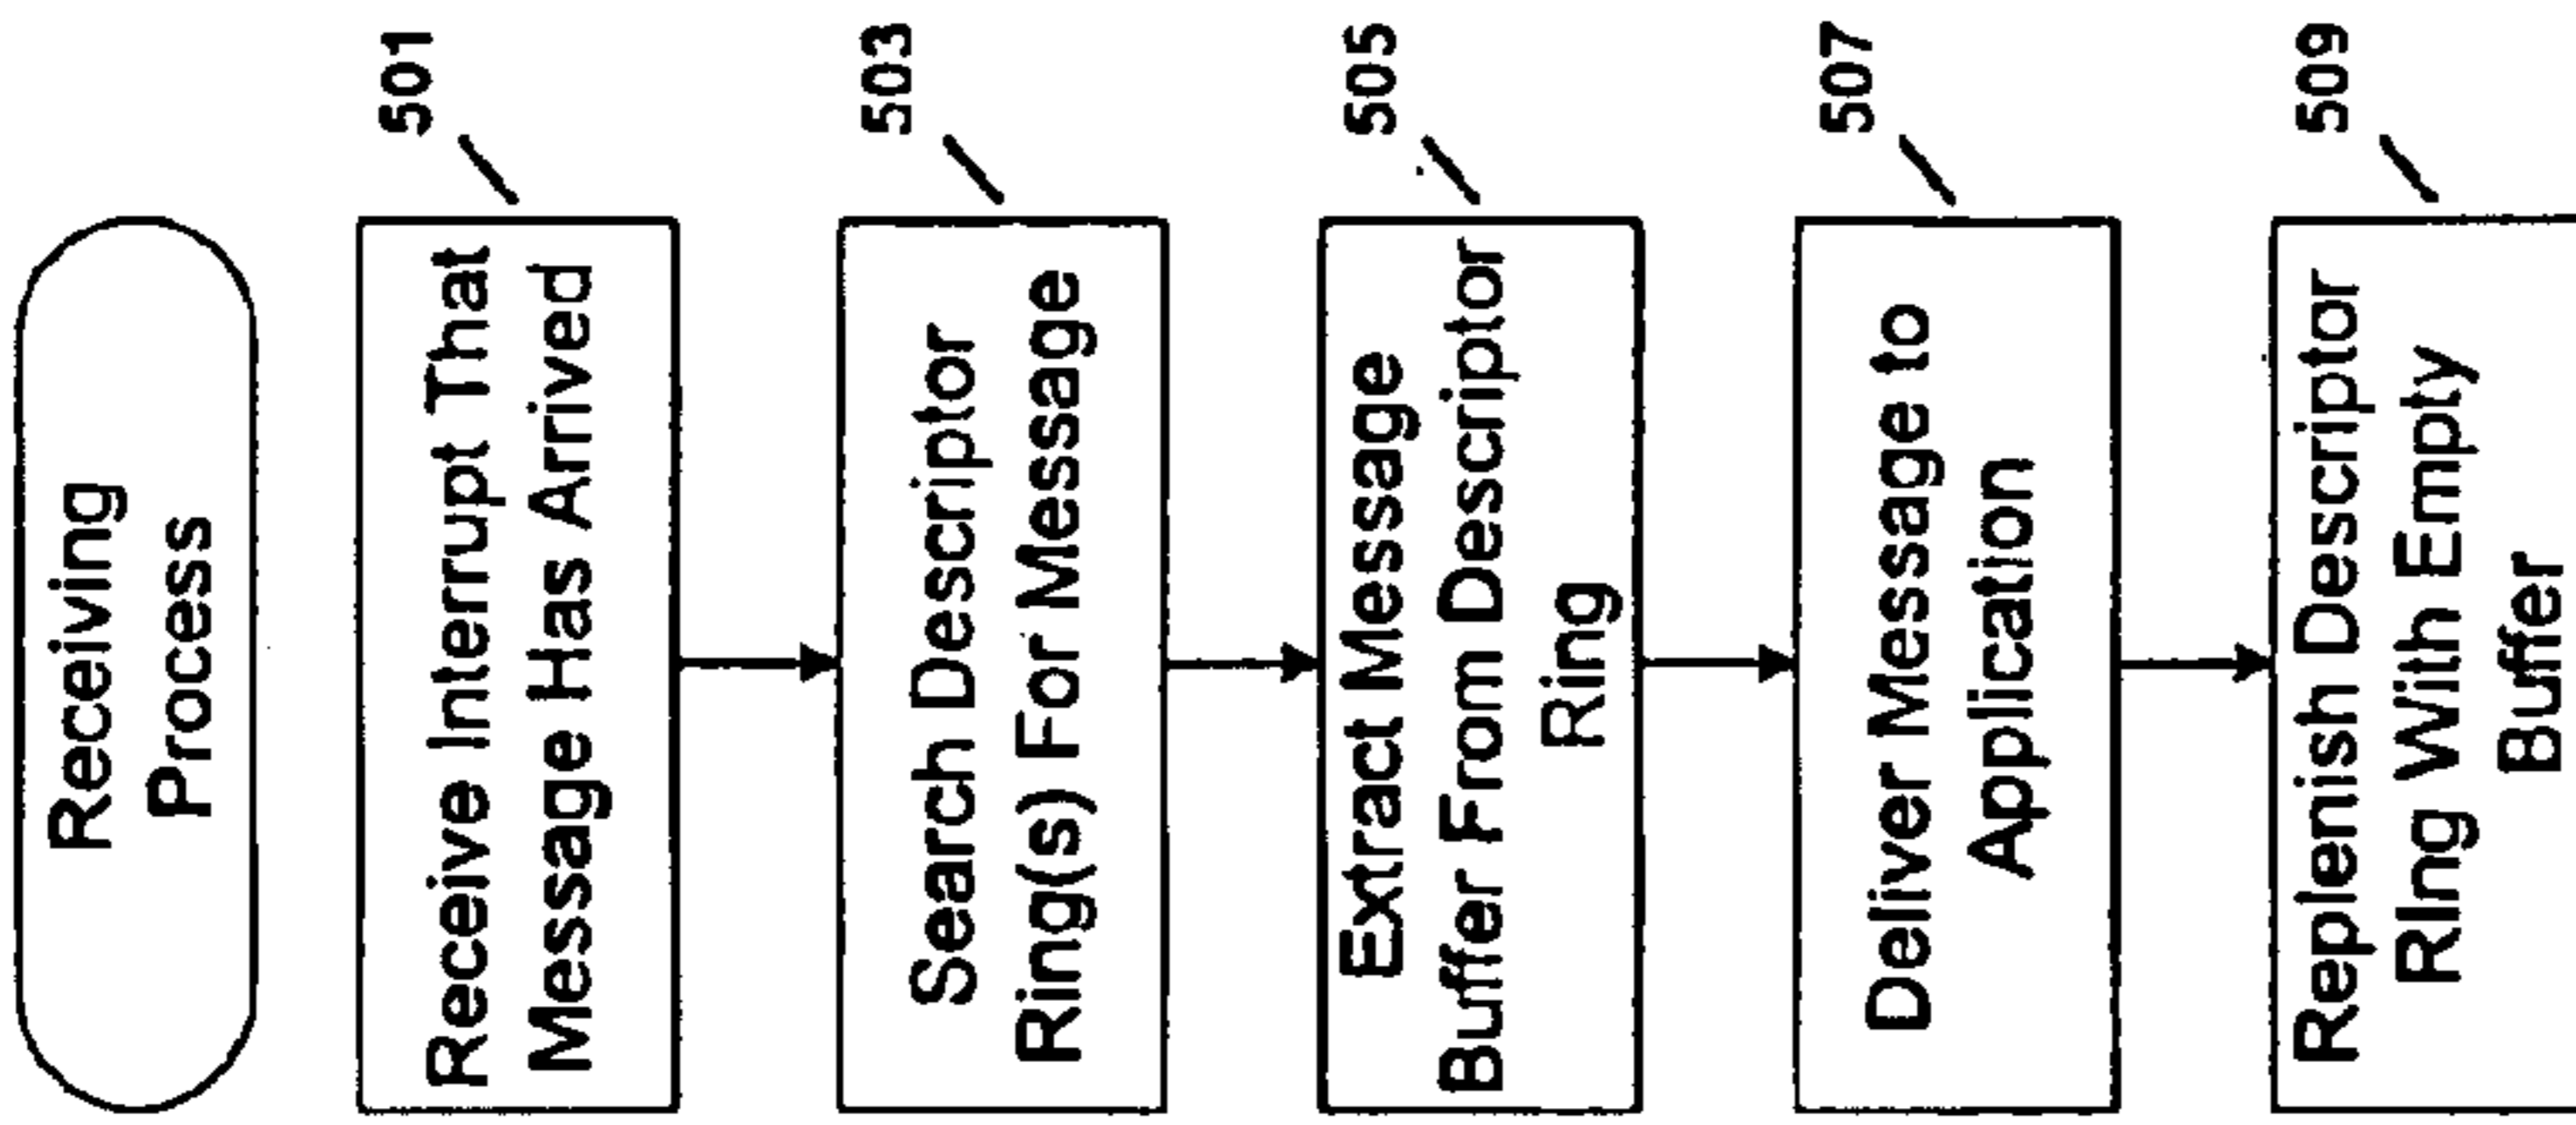 Receiving
Process
501
Receive Interrupt That
Message Has Arrived
503
Search Descriptor
Ring(s) For Message
505
Extract Message
Buffer From Descriptor
Ring
507
Deliver Message to
Application
509
Replenish Descriptor
RIng With Empty
Buffer